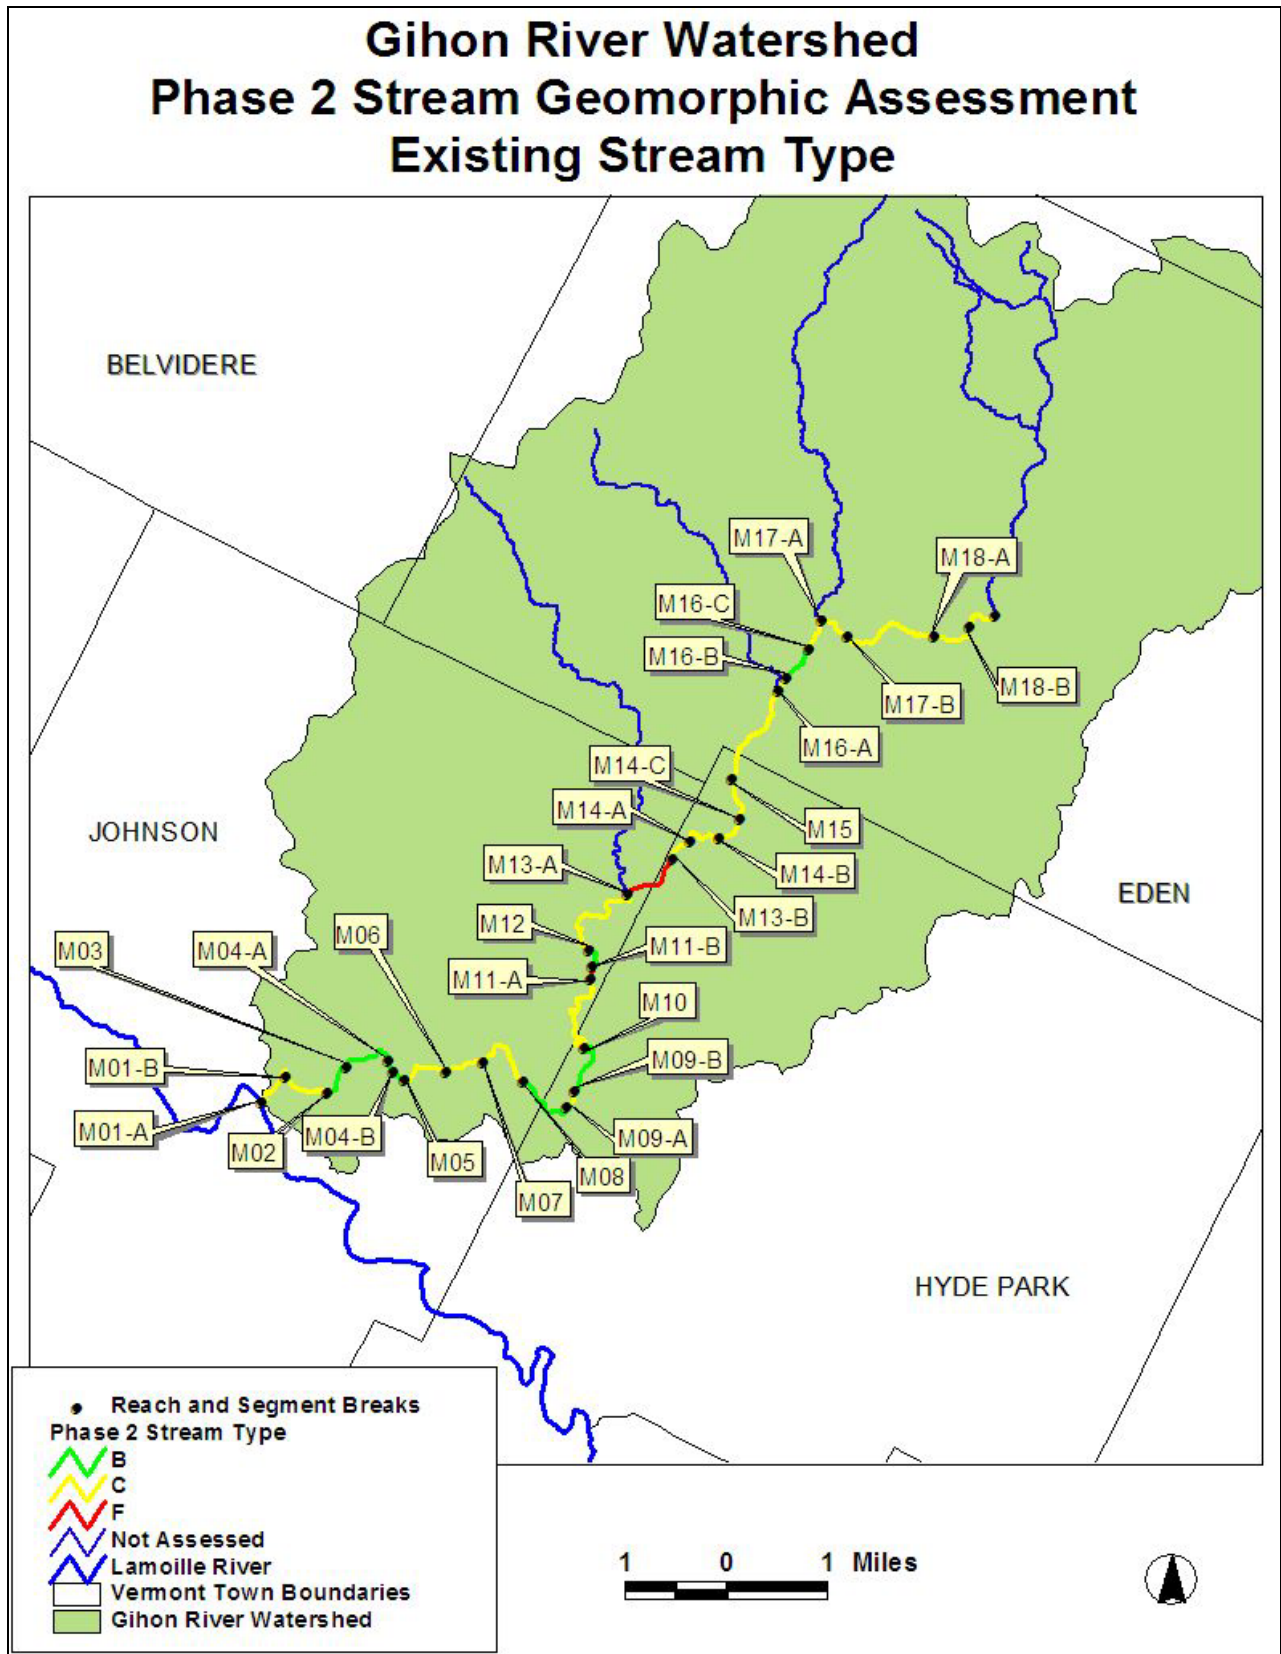 Gihon River Watershed
Phase 2 Stream Geomorphic Assessment
Existing Stream Type
BELVIDERE
M17-A
M18-A
M16-C
M16-B
M18-B
M17-B
M16-A
M14-C
M14-A
M15
JOHNSON
M13-A
M14-B
EDEN
M13-B
M12
M11-B
M03
M04-A
M06
M11-A
M10
M01-B
M09-B
M01-A
M02
M04-B
M09-A
M05
M08
M07
HYDE PARK
Reach and Segment Breaks
Phase 2 Stream Type
B
C
F
Not Assessed
Lamoille River
Vermont Town Boundaries
Gihon River Watershed
1 0 1 Miles